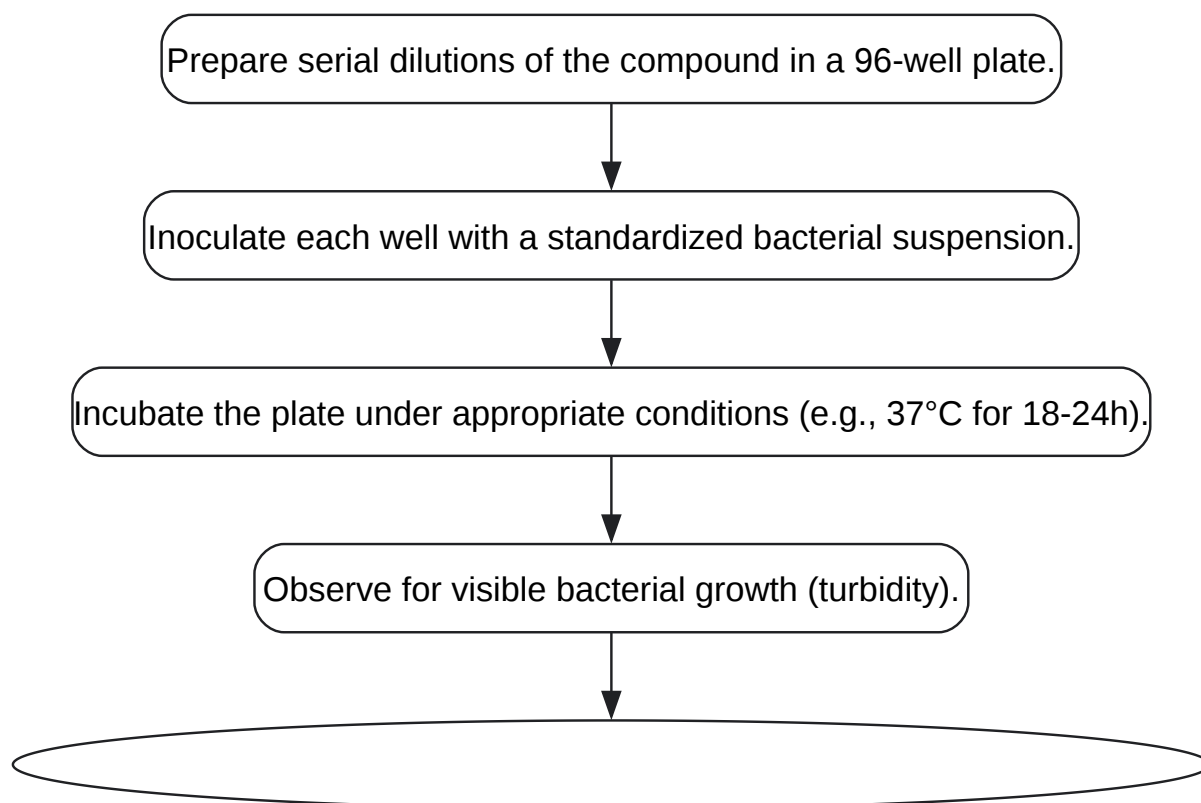 Prepare serial dilutions of the compound in a 96-well plate.
Inoculate each well with a standardized bacterial suspension.
Incubate the plate under appropriate conditions (e.g., 37°C for 18-24h).
Observe for visible bacterial growth (turbidity).